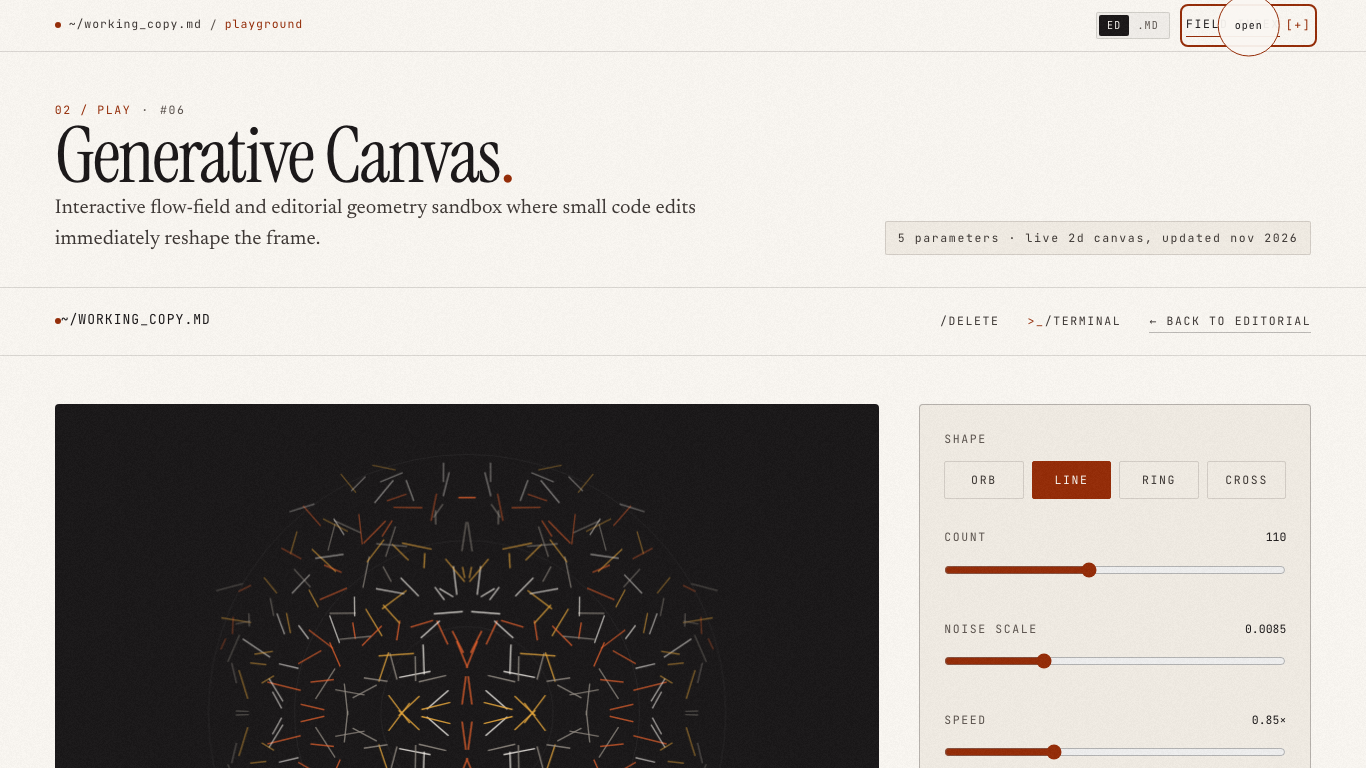 ~/working_copy.md / playground
ED .MD
open [+]
02 / PLAY · #06
Generative Canvas.
Interactive flow-field and editorial geometry sandbox where small code edits
immediately reshape the frame.
5 parameters · live 2d canvas, updated nov 2026
~/WORKING_COPY.MD
/DELETE >_/TERMINAL ← BACK TO EDITORIAL
SHAPE
ORB LINE RING CROSS
COUNT 110
NOISE SCALE 0.0085
SPEED 0.85×